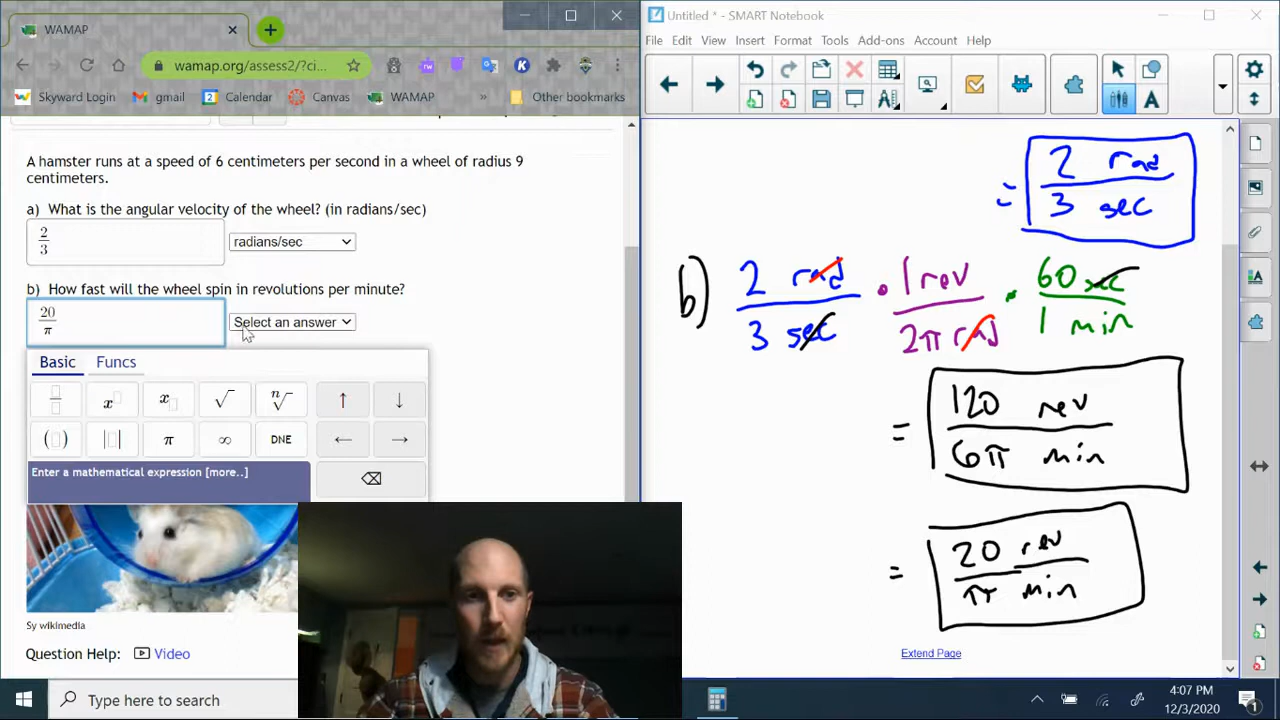 WAMAP
Untitled * - SMART Notebook
File Edit View Insert Format Tools Add-ons Account Help
wamap.org/assess2/?ci...
Skyward Login gmail Calendar Canvas WAMAP » Other bookmarks
A hamster runs at a speed of 6 centimeters per second in a wheel of radius 9
centimeters.
a) What is the angular velocity of the wheel? (in radians/sec)
2
3
radians/sec
b) How fast will the wheel spin in revolutions per minute?
20
π
Select an answer
Basic Funcs
√ n√
() || π ∞ DNE
Enter a mathematical expression [more..]
Sy wikimedia
Question Help: Video
= 2 rad
3 sec
b) 2 rad · 1 rev · 60 sec
3 sec 2π rad 1 min
= 120 rev
6π min
= 20 rev
π min
Extend Page
Type here to search
4:07 PM
12/3/2020